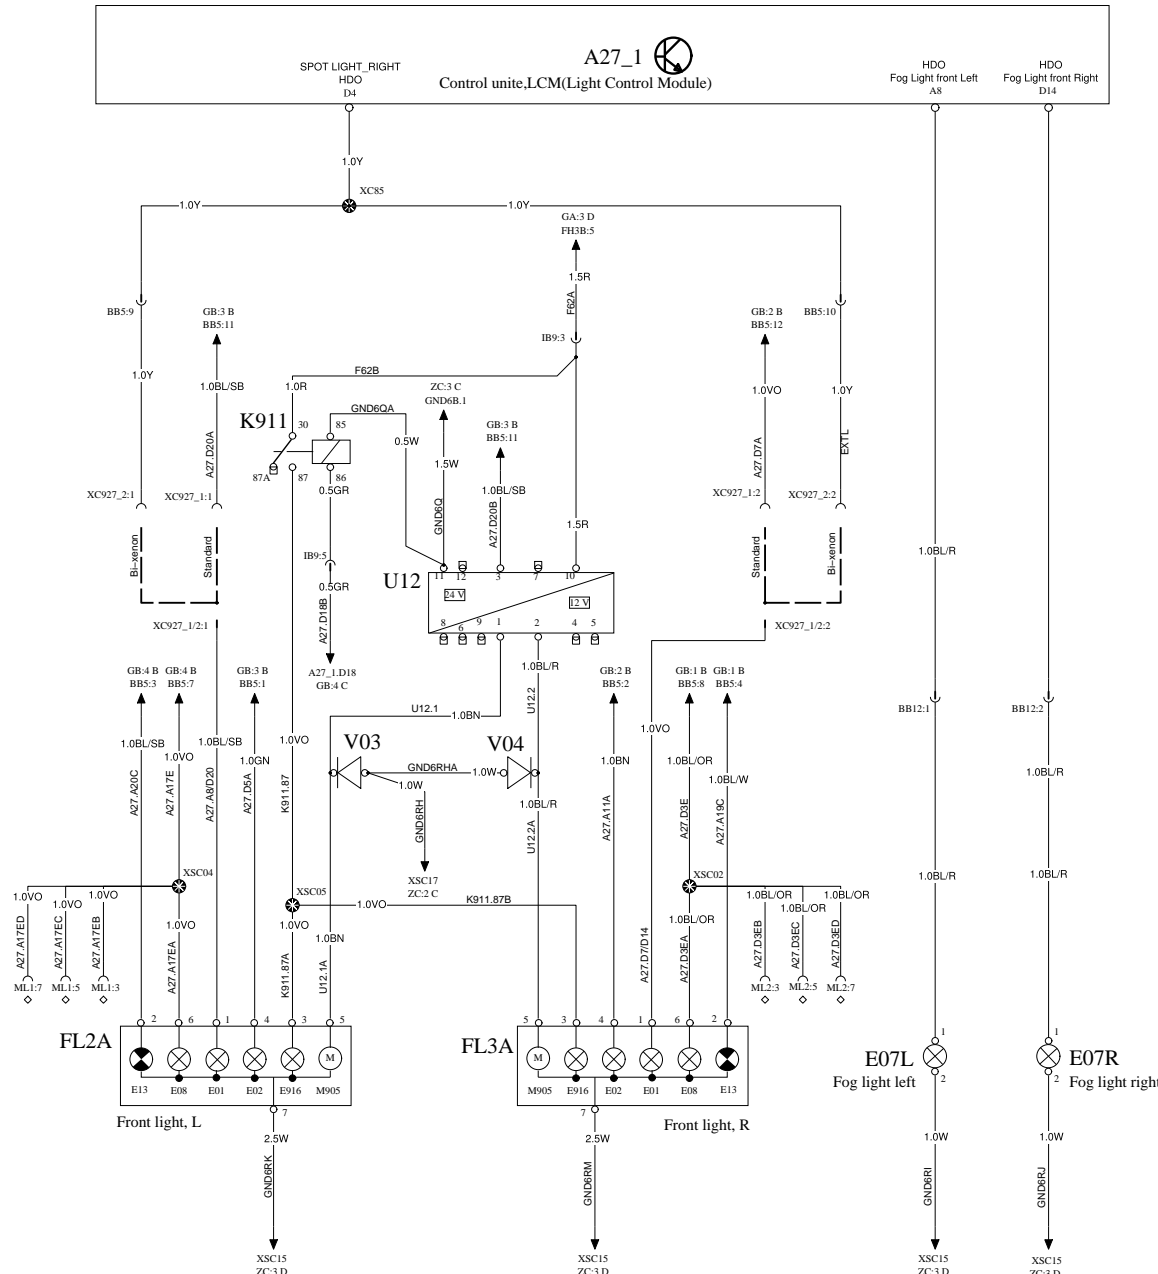 A27_1
SPOT LIGHT_RIGHT
HDO
D4
Control unite,LCM(Light Control Module)
HDO
Fog Light front Left
A8
HDO
Fog Light front Right
D14
1.0Y
XC85
1.0Y
1.0Y
GA:3 D
FH3B:5
1.5R
F62A
BB5:9
GB:3 B
BB5:11
GB:2 B
BB5:12
BB5:10
IB9:3
1.0Y
1.0BL/SB
A27.D20A
F62B
1.0R
ZC:3 C
GND6B.1
1.0VO
A27.D7A
1.0Y
EXTL
K911
30
85
GND6QA
0.5W
GB:3 B
BB5:11
87A
87
86
0.5GR
1.5W
GND6Q
1.0BL/SB
A27.D20B
1.5R
XC927_2:1
XC927_1:1
XC927_1:2
XC927_2:2
Bi-xenon
Standard
Standard
Bi-xenon
1.0BL/R
IB9:5
0.5GR
A27.D18B
U12
11
12
3
7
10
24 V
12 V
8
6
9
1
2
4
5
XC927_1/2:1
XC927_1/2:2
A27_1.D18
GB:4 C
1.0BL/R
U12.2
GB:4 B
BB5:3
GB:4 B
BB5:7
GB:3 B
BB5:1
GB:2 B
BB5:2
GB:1 B
BB5:8
GB:1 B
BB5:4
U12.1
1.0BN
BB12:1
BB12:2
1.0BL/SB
A27.A20C
1.0VO
A27.A17E
1.0BL/SB
A27.A8/D20
1.0GN
A27.D5A
1.0VO
K911.87
V03
V04
GND6RHA
1.0W
1.0W
GND6RH
1.0BL/R
U12.2A
1.0BN
A27.A11A
1.0VO
1.0BL/OR
A27.D3E
1.0BL/W
A27.A19C
1.0BL/R
XSC17
ZC:2 C
XSC04
XSC05
XSC02
1.0VO
1.0VO
1.0VO
1.0VO
1.0VO
1.0VO
K911.87B
1.0BL/OR
1.0BL/OR
1.0BL/OR
1.0BL/OR
1.0BL/R
1.0BL/R
A27.A17ED
A27.A17EC
A27.A17EB
A27.A17EA
K911.87A
1.0BN
U12.1A
A27.D7/D14
A27.D3EA
A27.D3EB
A27.D3EC
A27.D3ED
ML1:7
ML1:5
ML1:3
ML2:3
ML2:5
ML2:7
2
6
1
4
3
5
5
3
4
1
6
2
1
1
FL2A
FL3A
M
M
E07L
E07R
E13
E08
E01
E02
E916
M905
M905
E916
E02
E01
E08
E13
2
2
Fog light left
Fog light right
7
7
Front light, L
Front light, R
2.5W
2.5W
1.0W
1.0W
GND6RK
GND6RM
GND6RI
GND6RJ
XSC15
ZC:3 D
XSC15
ZC:3 D
XSC15
ZC:3 D
XSC15
ZC:3 D